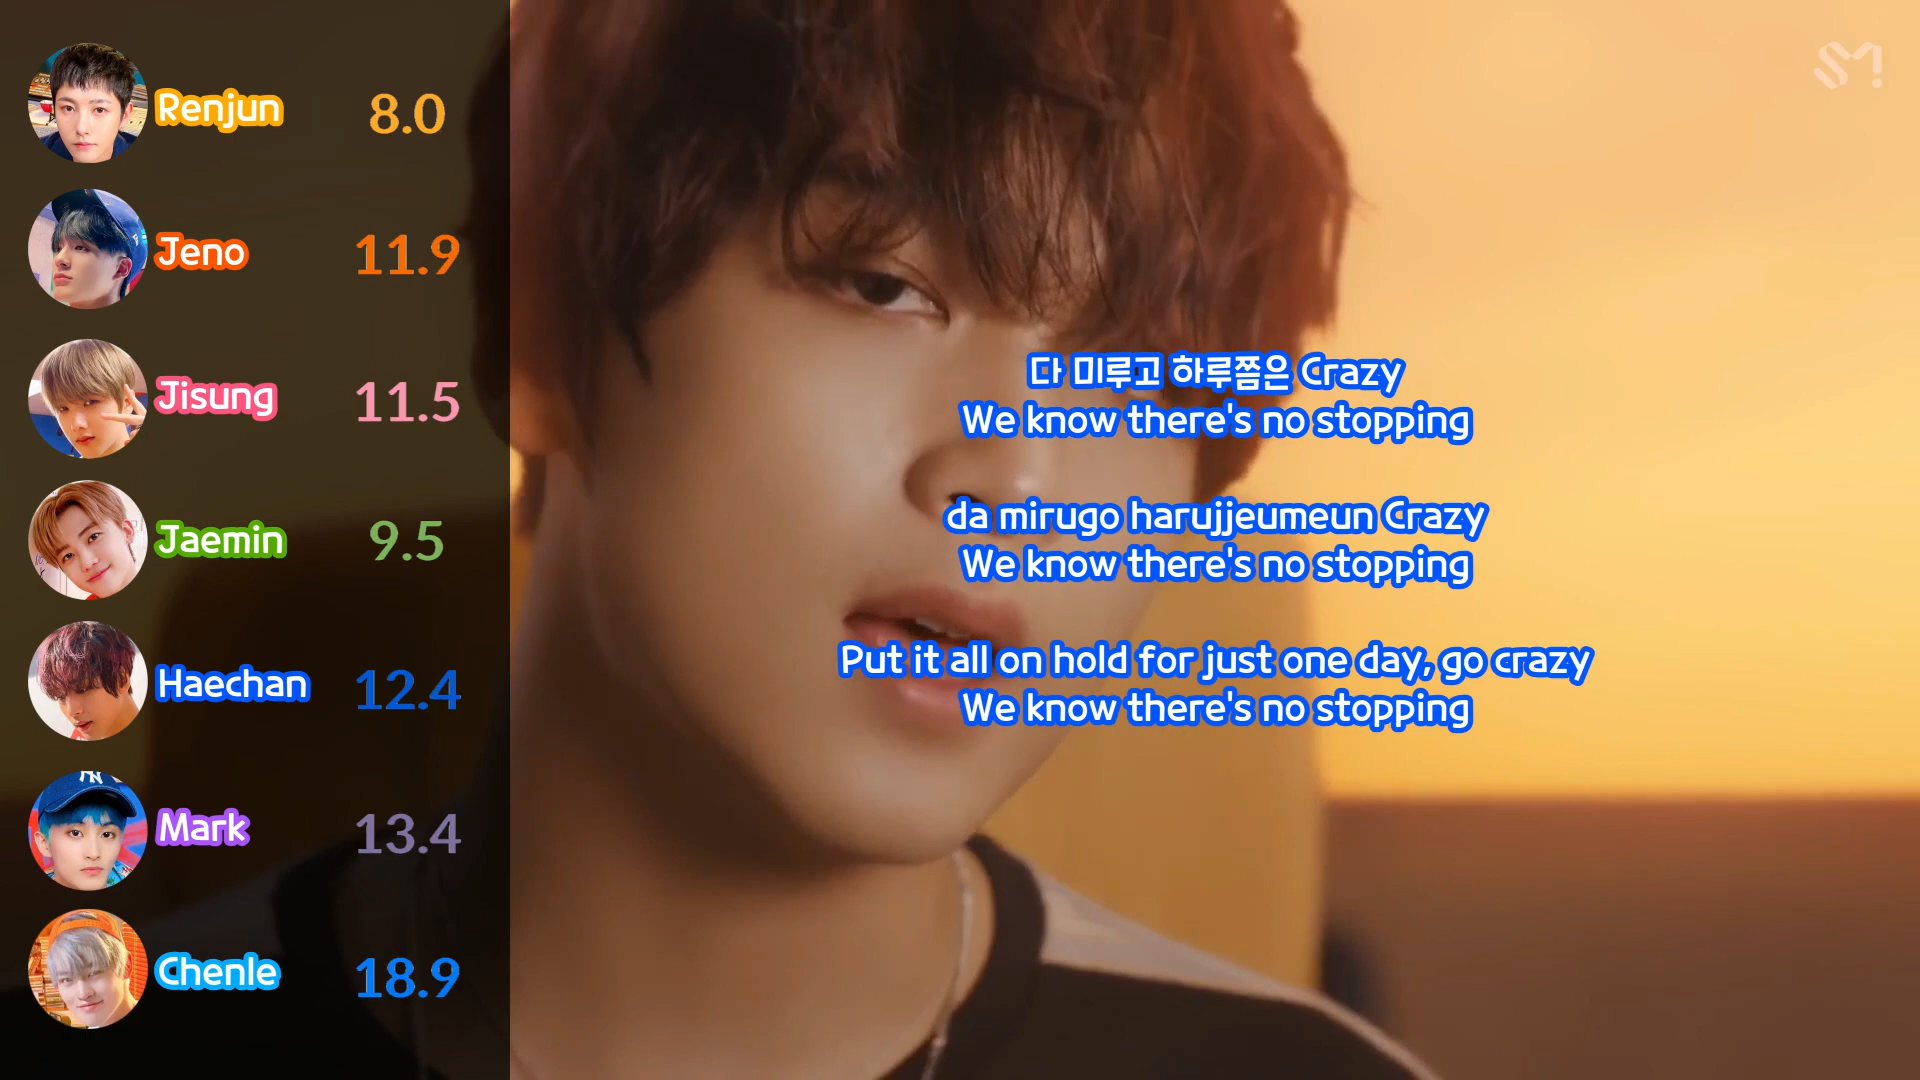 SM!
Renjun 8.0
Jeno 11.9
Jisung 11.5
Jaemin 9.5
Haechan 12.4
Mark 13.4
Chenle 18.9
다 미루고 하루쯤은 Crazy
We know there's no stopping
da mirugo harujjeumeun Crazy
We know there's no stopping
Put it all on hold for just one day, go crazy
We know there's no stopping